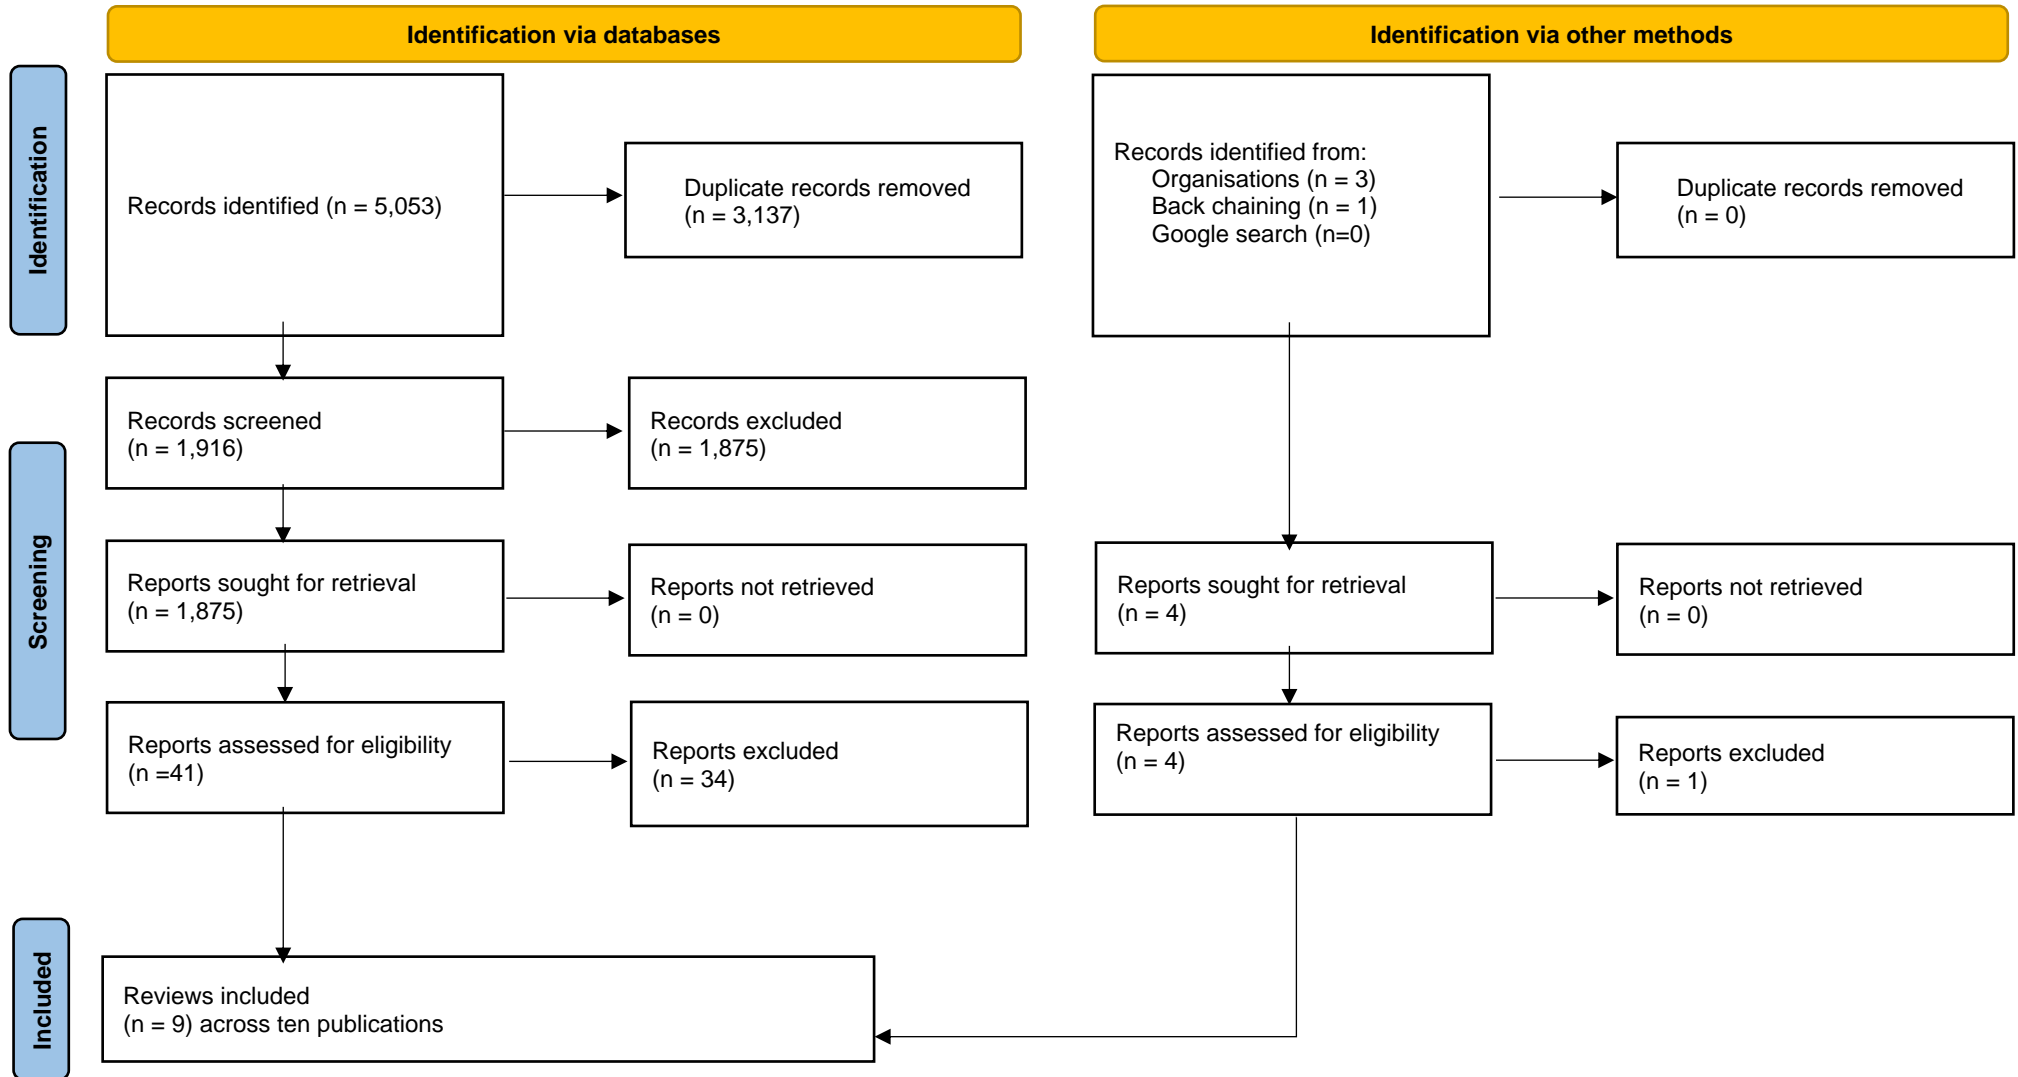 Identification via databases
Identification via other methods
Identification
Records identified (n = 5,053)
Duplicate records removed
(n = 3,137)
Records identified from:
Organisations (n = 3)
Back chaining (n = 1)
Google search (n=0)
Duplicate records removed
(n = 0)
Screening
Records screened
(n = 1,916)
Records excluded
(n = 1,875)
Reports sought for retrieval
(n = 1,875)
Reports not retrieved
(n = 0)
Reports sought for retrieval
(n = 4)
Reports not retrieved
(n = 0)
Reports assessed for eligibility
(n =41)
Reports excluded
(n = 34)
Reports assessed for eligibility
(n = 4)
Reports excluded
(n = 1)
Included
Reviews included
(n = 9) across ten publications